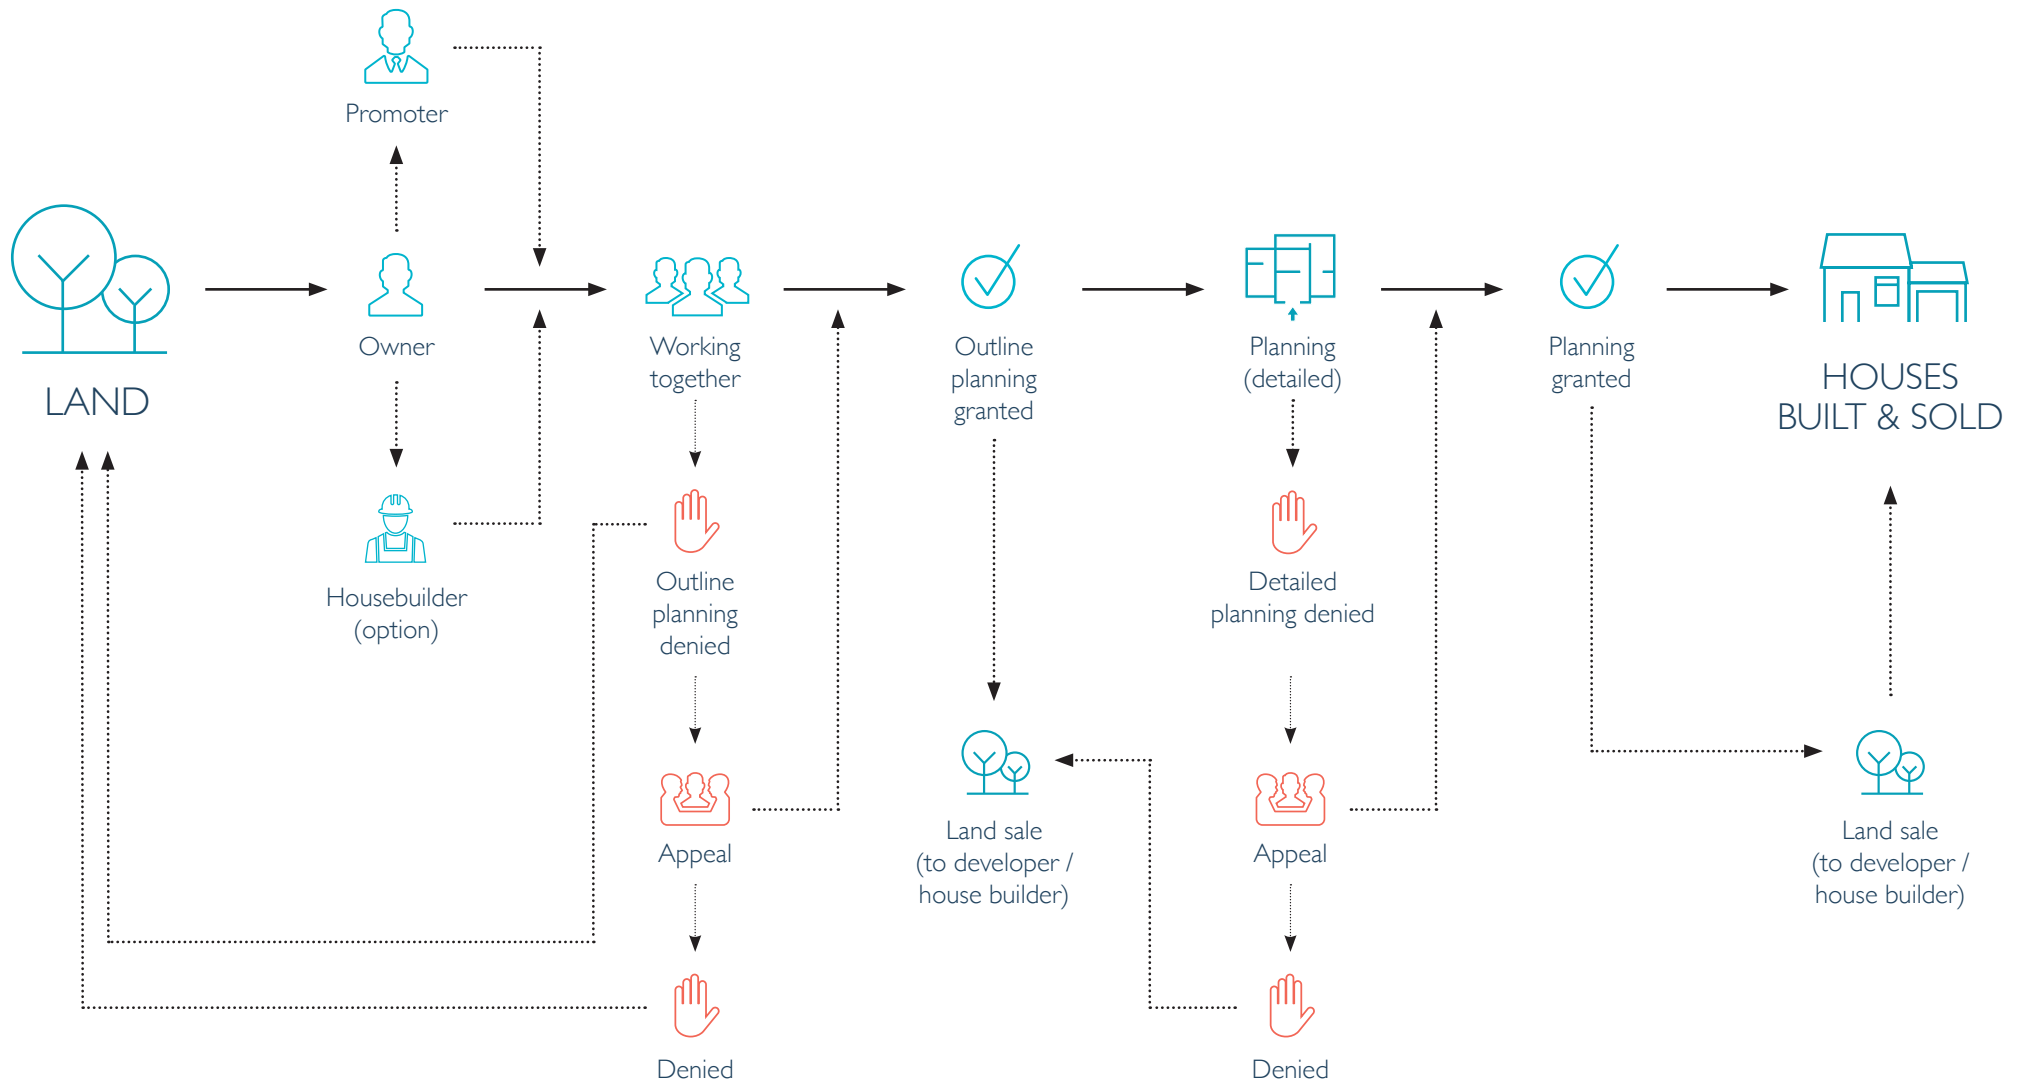 Promoter
LAND
Owner
Housebuilder
(option)
Working
together
Outline
planning
denied
Appeal
Denied
Outline
planning
granted
Land sale
(to developer /
house builder)
Planning
(detailed)
Detailed
planning denied
Appeal
Denied
Planning
granted
HOUSES
BUILT & SOLD
Land sale
(to developer /
house builder)